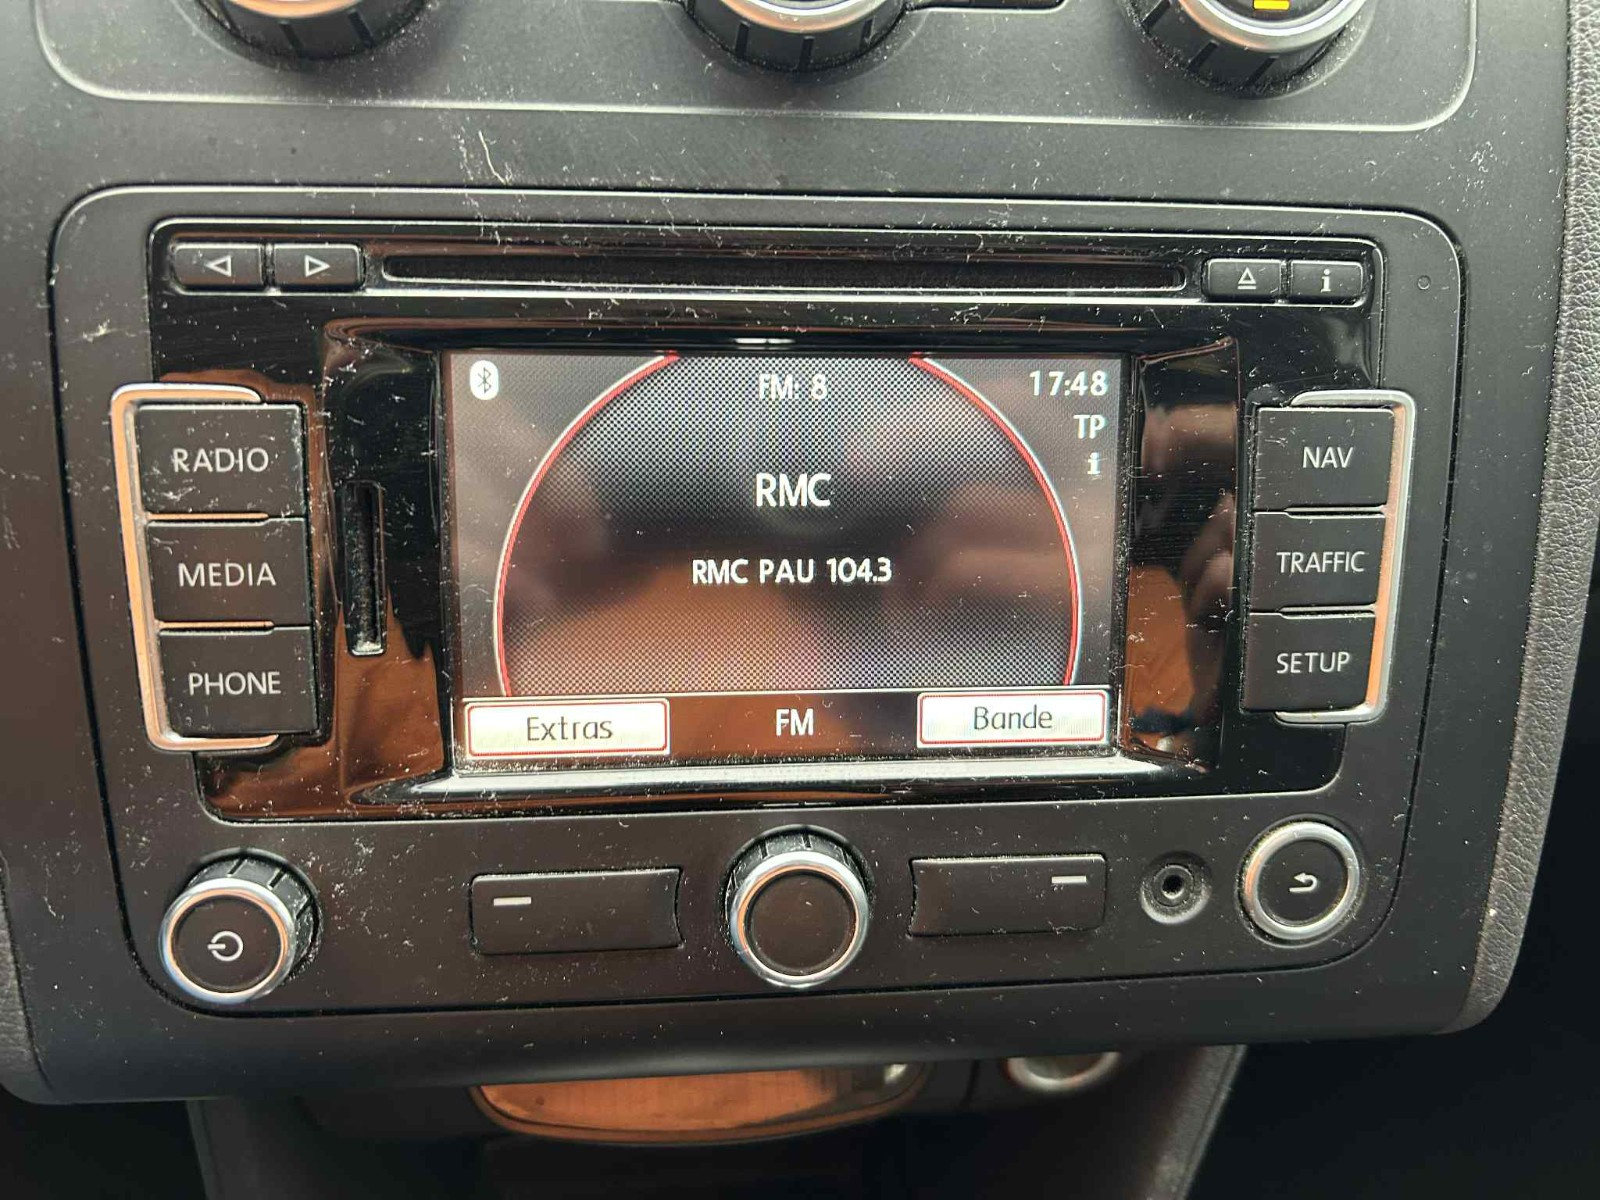 FM: 8
17:48
TP
i
RMC
RMC PAU 104.3
Extras
FM
Bande
RADIO
MEDIA
PHONE
NAV
TRAFFIC
SETUP
i